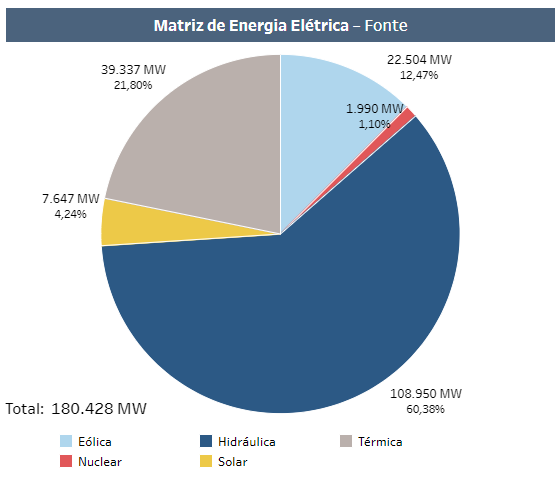 Matriz de Energia Elétrica – Fonte
39.337 MW
21,80%
22.504 MW
12,47%
1.990 MW
1,10%
7.647 MW
4,24%
108.950 MW
60,38%
Total: 180.428 MW
Eólica
Hidráulica
Térmica
Nuclear
Solar